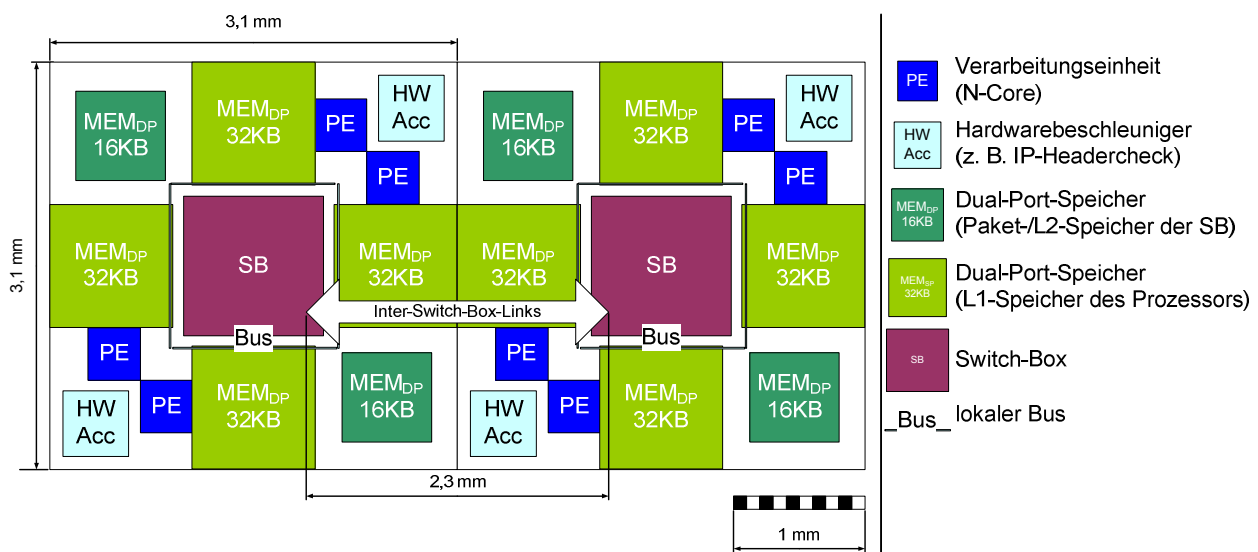 3,1 mm
3,1 mm
MEMDP
16KB
MEMDP
32KB
PE
HW
Acc
PE
MEMDP
32KB
SB
MEMDP
32KB
Bus
PE
PE
HW
Acc
MEMDP
32KB
MEMDP
16KB
Inter-Switch-Box-Links
MEMDP
16KB
MEMDP
32KB
PE
HW
Acc
PE
MEMDP
32KB
SB
MEMDP
32KB
Bus
PE
PE
HW
Acc
MEMDP
32KB
MEMDP
16KB
2,3 mm
1 mm
PE
Verarbeitungseinheit
(N-Core)
HW
Acc
Hardwarebeschleuniger
(z. B. IP-Headercheck)
MEMDP
16KB
Dual-Port-Speicher
(Paket-/L2-Speicher der SB)
MEMSP
32KB
Dual-Port-Speicher
(L1-Speicher des Prozessors)
SB
Switch-Box
_Bus_ lokaler Bus